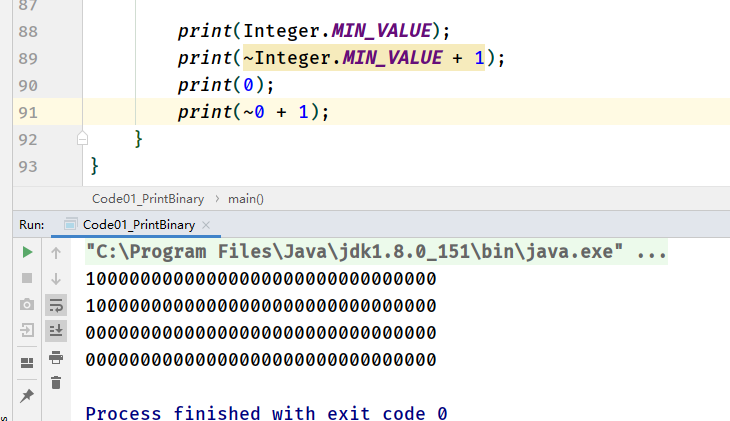 87
88 print(Integer.MIN_VALUE);
89 print(~Integer.MIN_VALUE + 1);
90 print(0);
91 print(~0 + 1);
92 }
93 }
Code01_PrintBinary › main()
Run: Code01_PrintBinary ×
"C:\Program Files\Java\jdk1.8.0_151\bin\java.exe" ...
10000000000000000000000000000000
10000000000000000000000000000000
00000000000000000000000000000000
00000000000000000000000000000000
Process finished with exit code 0